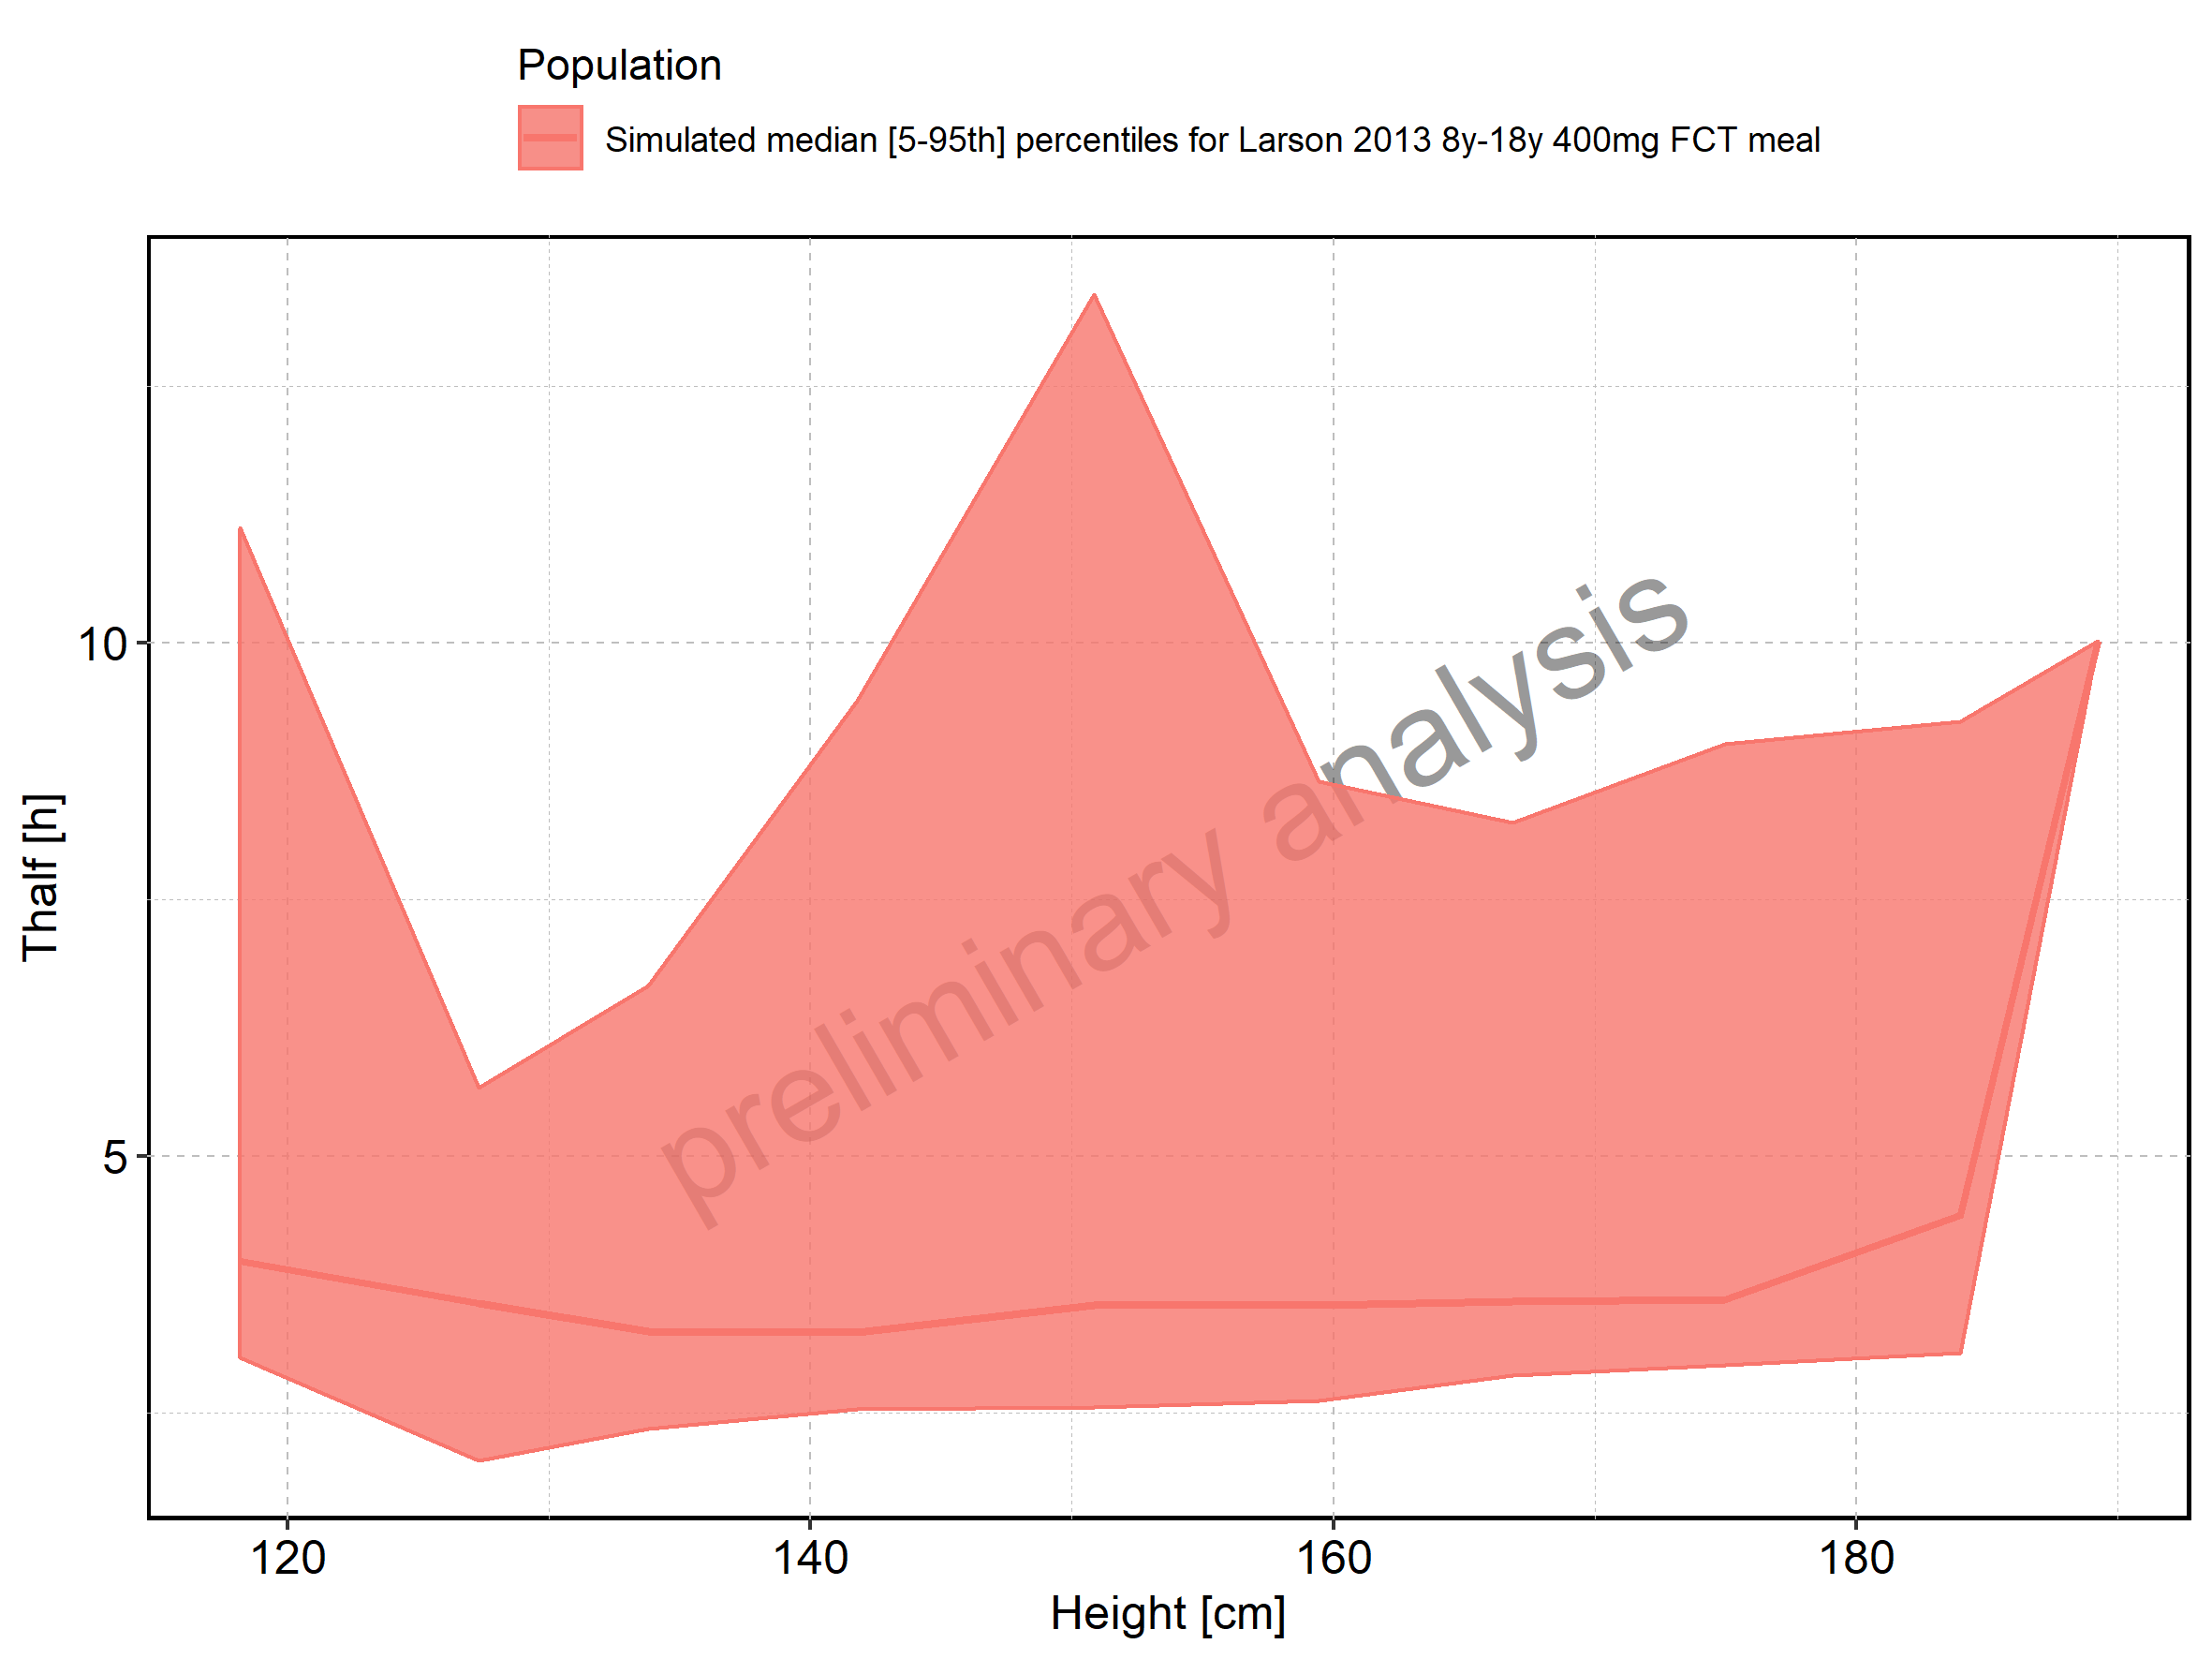 Population
Simulated median [5-95th] percentiles for Larson 2013 8y-18y 400mg FCT meal
10
5
Thalf [h]
preliminary analysis
120 140 160 180
Height [cm]